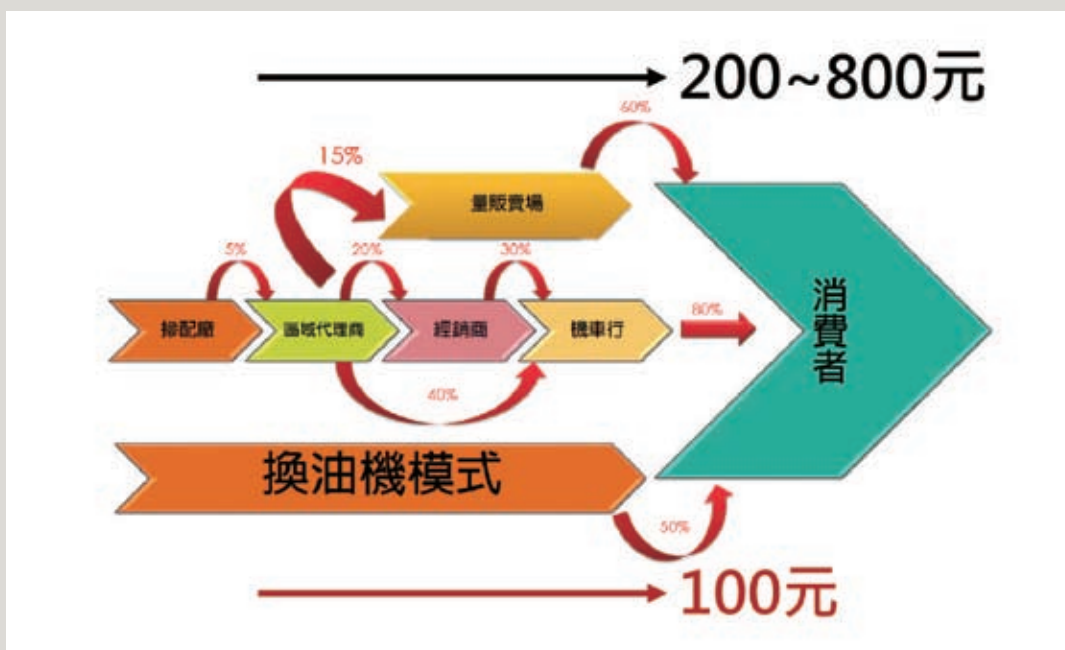 200~800元
60%
15%
量販賣場
5%
20%
30%
摻配廠
區域代理商
經銷商
機車行
80%
消費者
40%
換油機模式
50%
100元